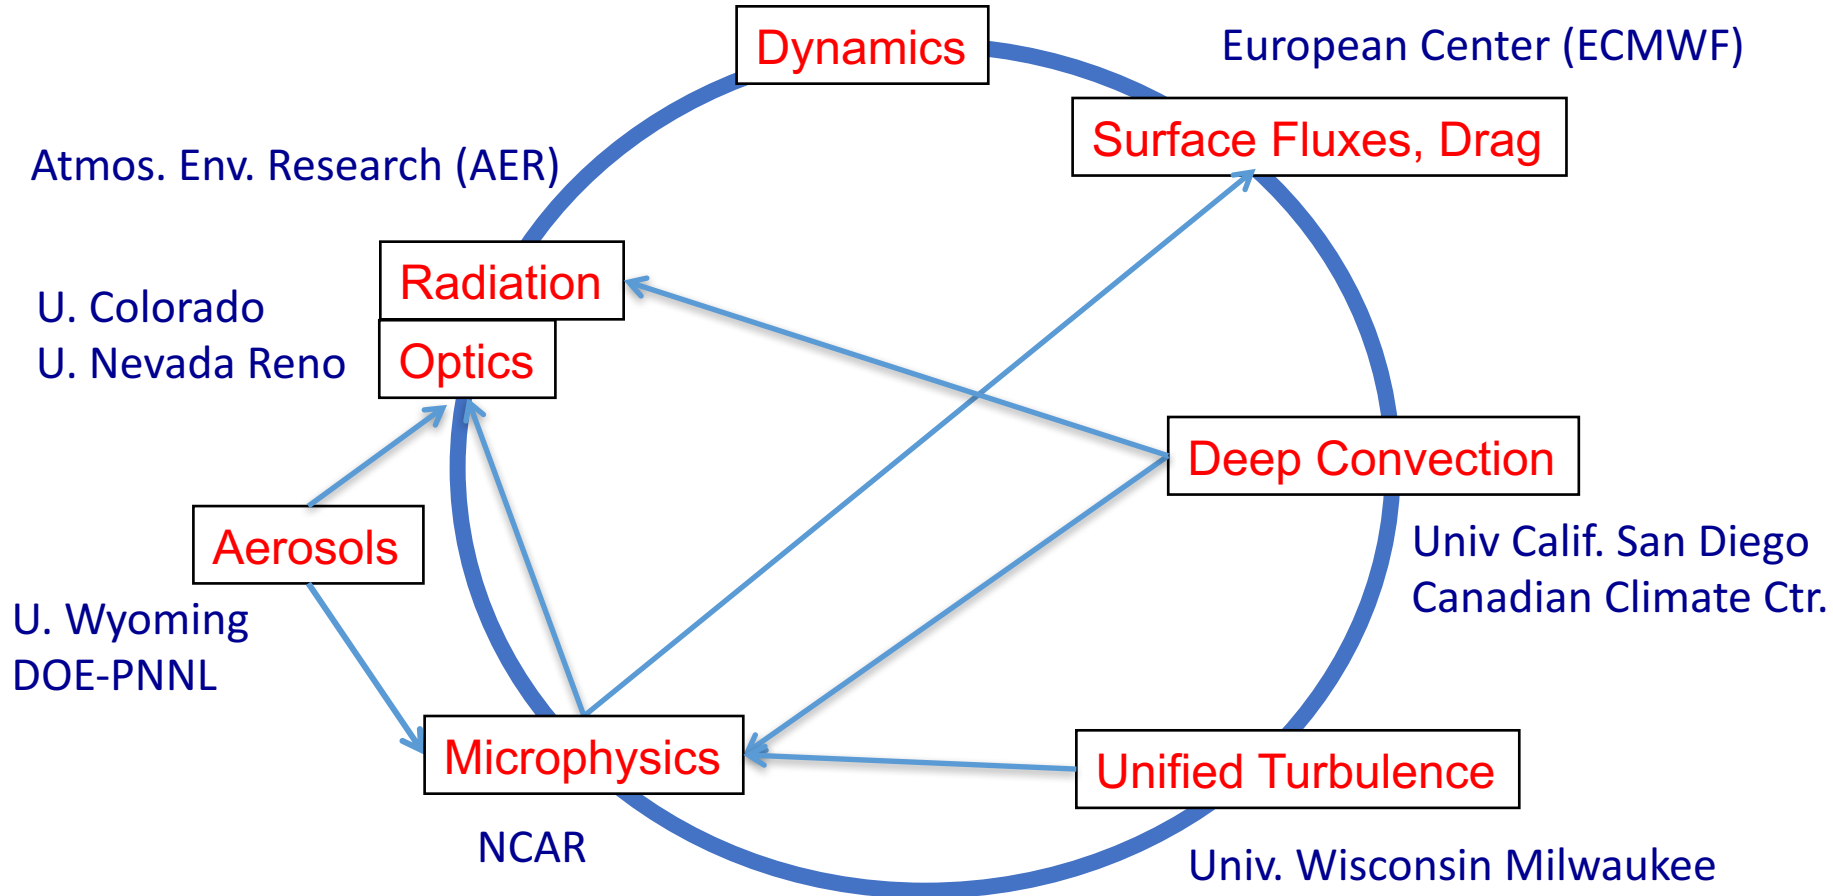 Dynamics
European Center (ECMWF)
Surface Fluxes, Drag
Atmos. Env. Research (AER)
Radiation
U. Colorado
U. Nevada Reno
Optics
Deep Convection
Univ Calif. San Diego
Canadian Climate Ctr.
Aerosols
U. Wyoming
DOE-PNNL
Microphysics
NCAR
Unified Turbulence
Univ. Wisconsin Milwaukee